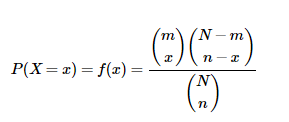 P(X = x) = f(x) = \frac{\binom{m}{x}\binom{N-m}{n-x}}{\binom{N}{n}}